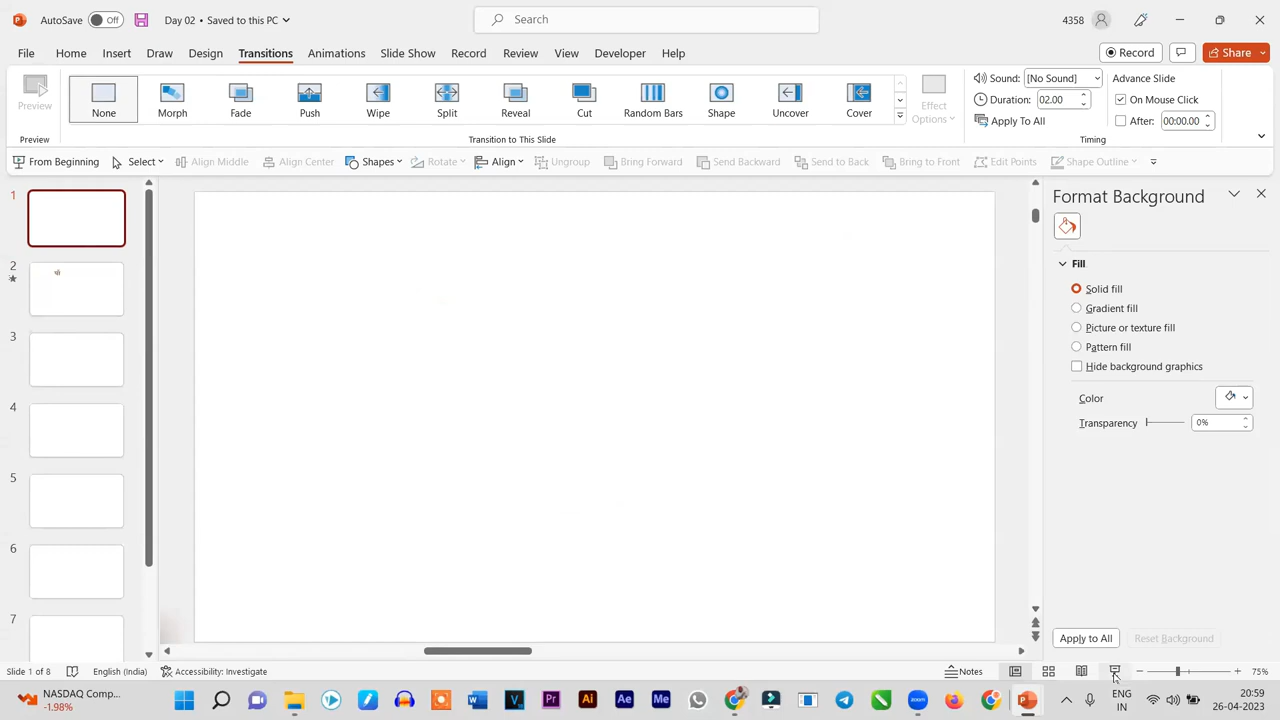 AutoSave Off Day 02 • Saved to this PC Search 4358
File Home Insert Draw Design Transitions Animations Slide Show Record Review View Developer Help Record Share
Preview None Morph Fade Push Wipe Split Reveal Cut Random Bars Shape Uncover Cover Effect Options
Sound: [No Sound] Advance Slide
Duration: 02.00 On Mouse Click
Apply To All After: 00:00.00
Preview Transition to This Slide Timing
From Beginning Select Align Middle Align Center Shapes Rotate Align Ungroup Bring Forward Send Backward Send to Back Bring to Front Edit Points Shape Outline
1
2
3
4
5
6
7
Format Background
Fill
Solid fill
Gradient fill
Picture or texture fill
Pattern fill
Hide background graphics
Color
Transparency 0%
Apply to All Reset Background
Slide 1 of 8 English (India) Accessibility: Investigate Notes 75%
NASDAQ Comp...
-1.98%
ENG
IN
20:59
26-04-2023